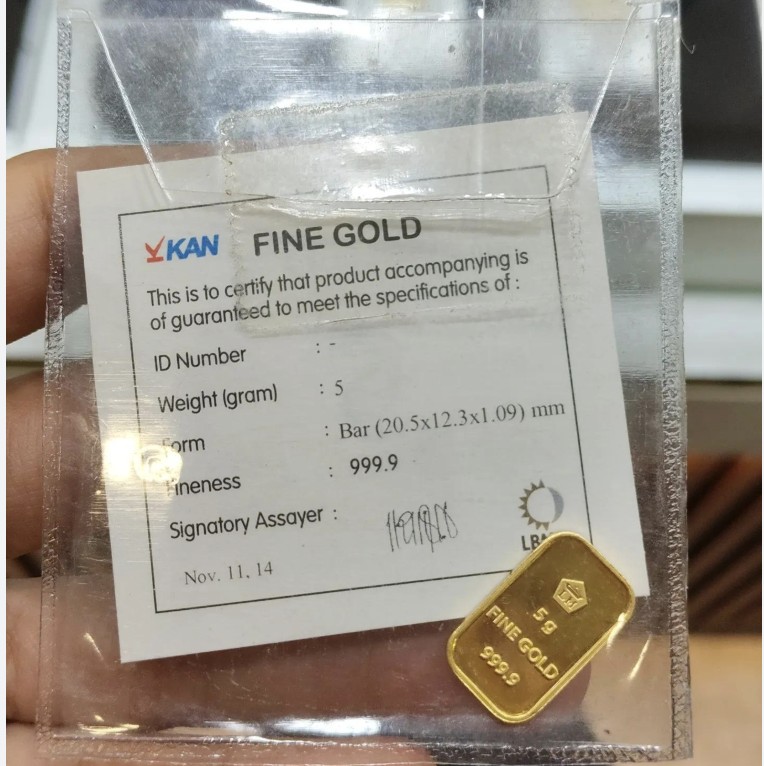 KAN FINE GOLD
This is to certify that product accompanying is
of guaranteed to meet the specifications of :
ID Number : -
Weight (gram) : 5
Form : Bar (20.5x12.3x1.09) mm
Fineness : 999.9
Signatory Assayer :
Nov. 11, 14
LM
5g
FINE GOLD
999.9